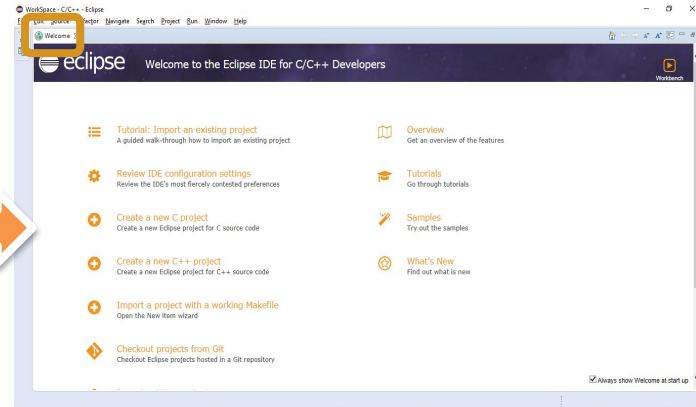 WorkSpace - C/C++ - Eclipse
Edit Source Refactor Navigate Search Project Run Window Help
Welcome
eclipse Welcome to the Eclipse IDE for C/C++ Developers
Workbench
Tutorial: Import an existing project
A guided walk-through how to import an existing project
Overview
Get an overview of the features
Review IDE configuration settings
Review the IDE's most fiercely contested preferences
Tutorials
Go through tutorials
Create a new C project
Create a new Eclipse project for C source code
Samples
Try out the samples
Create a new C++ project
Create a new Eclipse project for C++ source code
What's New
Find out what is new
Import a project with a working Makefile
Open the New item wizard
Checkout projects from Git
Checkout Eclipse projects hosted in a Git repository
Always show Welcome at start up